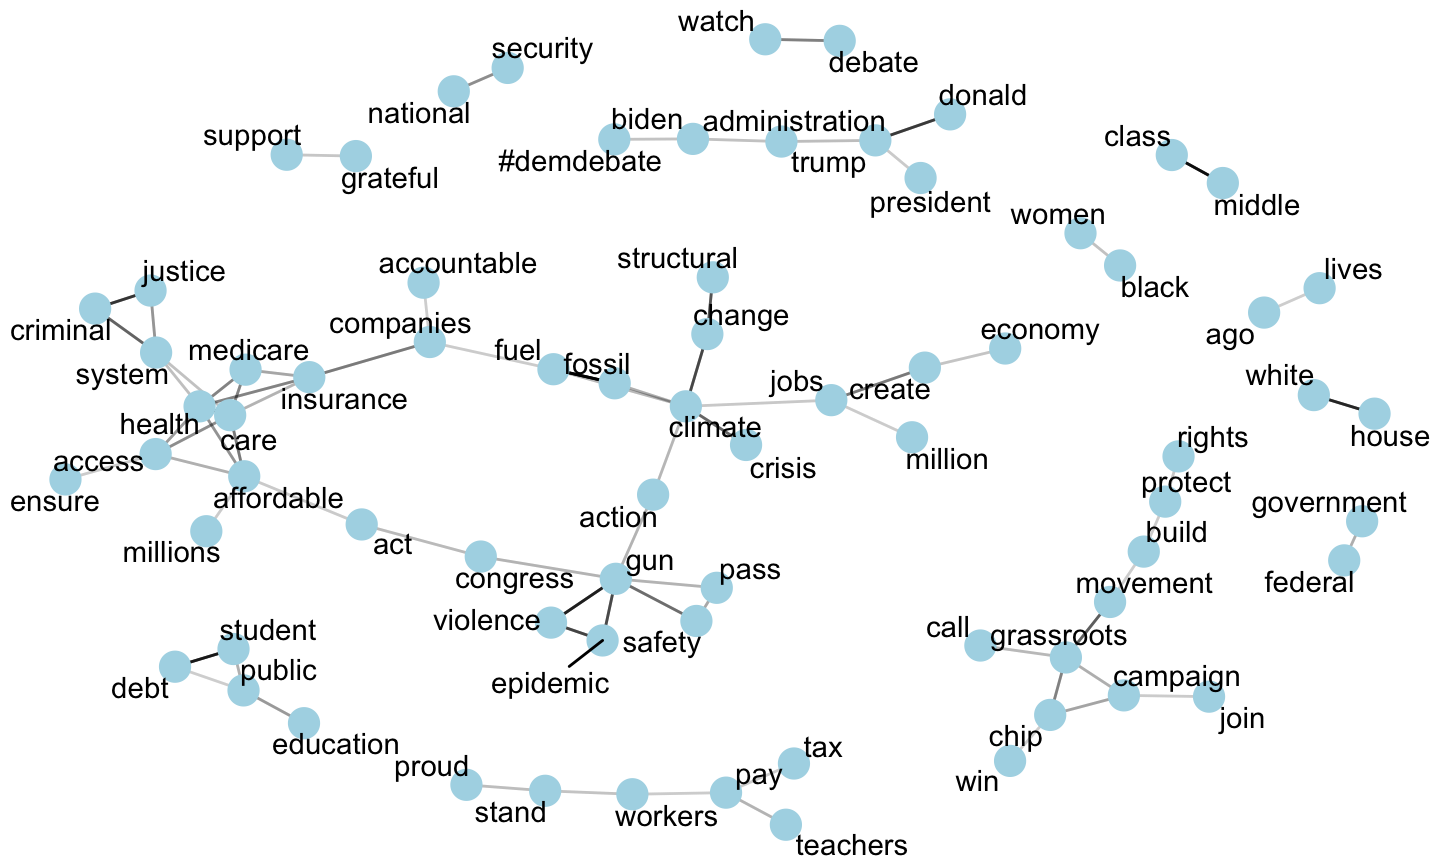 watch
security
debate
national
donald
biden
administration
support
class
#demdebate
trump
grateful
president
middle
women
structural
accountable
justice
lives
black
criminal
companies
change
economy
ago
medicare
fuel
fossil
system
jobs
create
white
insurance
health
climate
care
house
rights
access
crisis
million
ensure
affordable
protect
action
government
millions
act
build
gun
congress
pass
federal
movement
violence
student
call
grassroots
safety
public
campaign
debt
epidemic
join
education
chip
tax
proud
pay
win
stand
workers
teachers